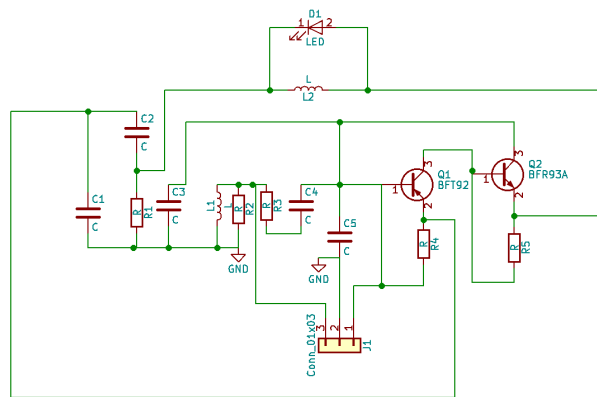 D1
1 2
LED
L
L2
C2
C
C1
C
R
R1
C3
C
L1
L
R
R2
R
R3
C4
C
C5
C
GND
GND
3
Q1
BFT92
1
2
3
Q2
BFR93A
1
2
R
R4
R
R5
3
2
1
Conn_01x03
J1